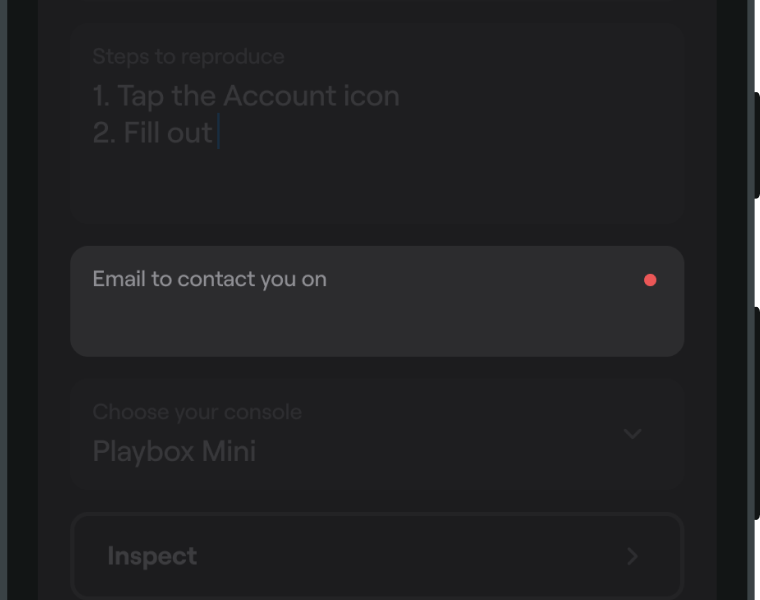 Steps to reproduce
1. Tap the Account icon
2. Fill out
Email to contact you on
Choose your console
Playbox Mini
Inspect